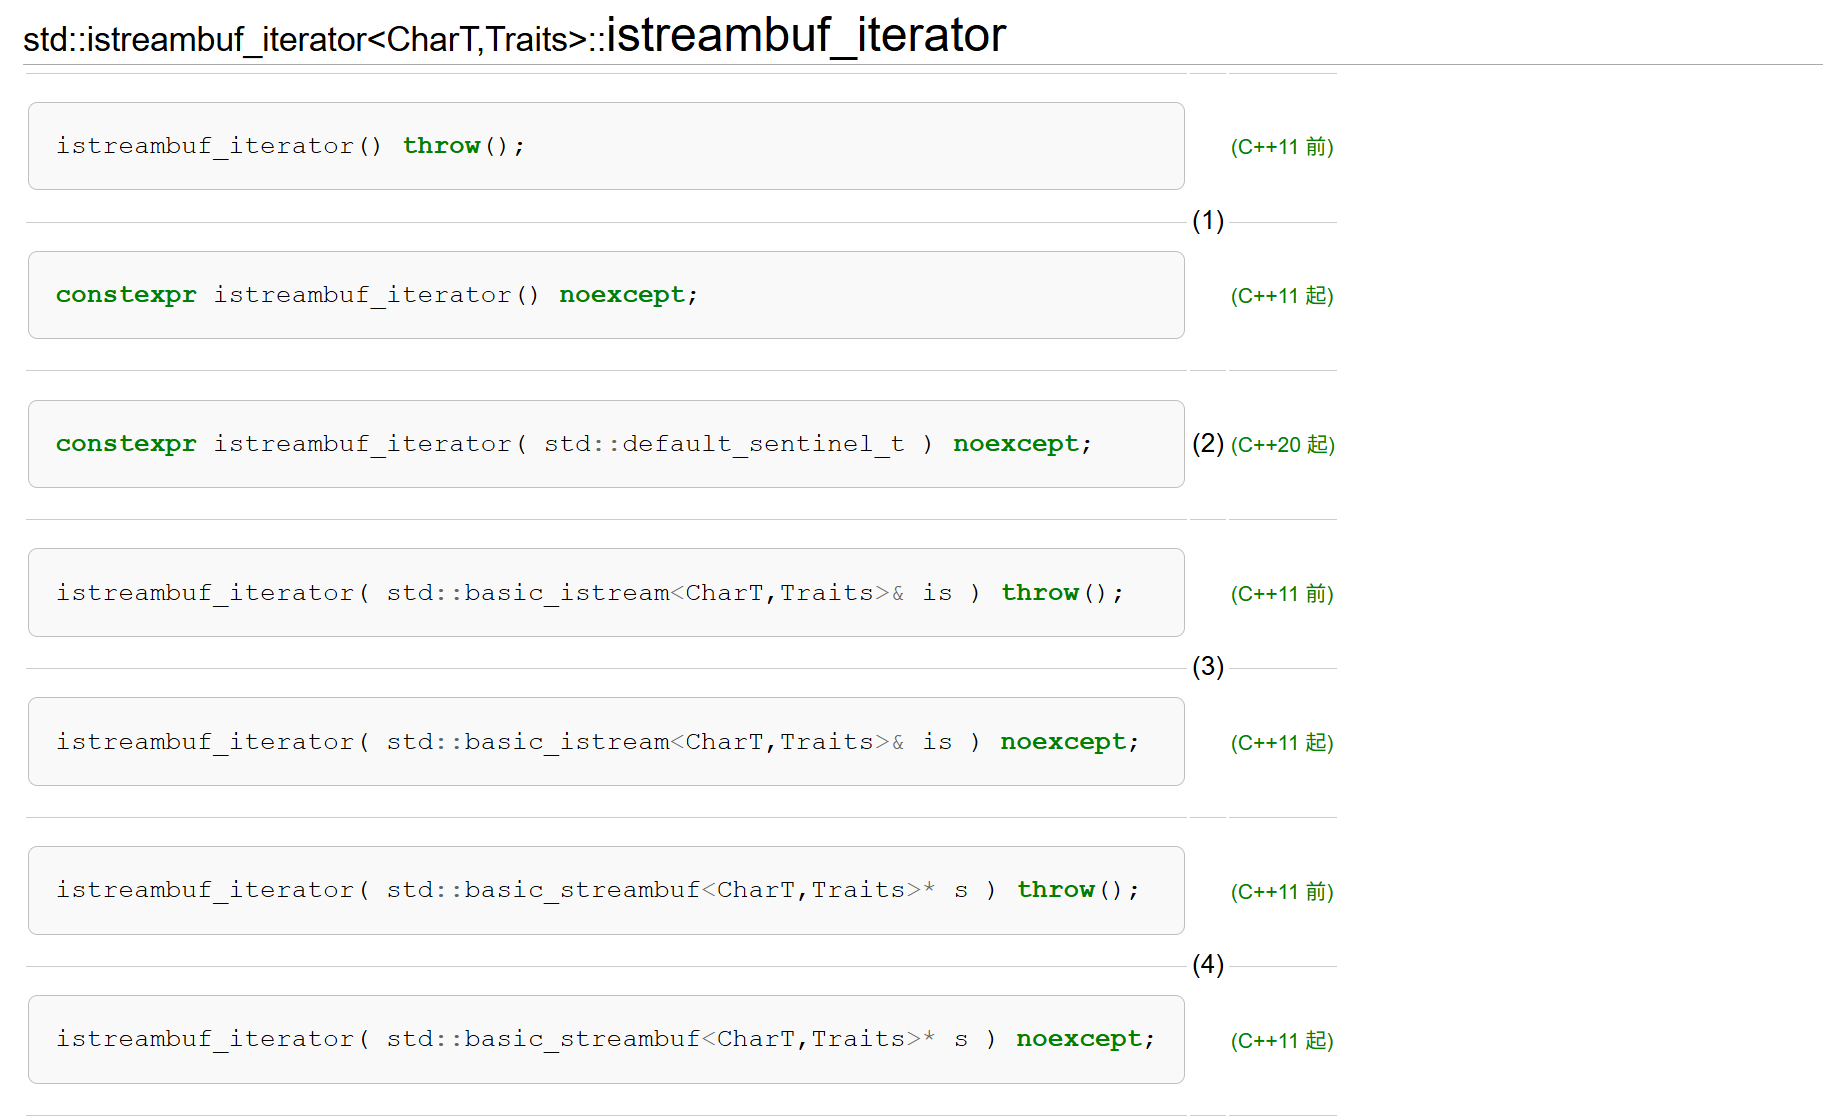 std::istreambuf_iterator<CharT,Traits>::istreambuf_iterator
istreambuf_iterator() throw(); (C++11 前)
(1)
constexpr istreambuf_iterator() noexcept; (C++11 起)
constexpr istreambuf_iterator( std::default_sentinel_t ) noexcept; (2) (C++20 起)
istreambuf_iterator( std::basic_istream<CharT,Traits>& is ) throw(); (C++11 前)
(3)
istreambuf_iterator( std::basic_istream<CharT,Traits>& is ) noexcept; (C++11 起)
istreambuf_iterator( std::basic_streambuf<CharT,Traits>* s ) throw(); (C++11 前)
(4)
istreambuf_iterator( std::basic_streambuf<CharT,Traits>* s ) noexcept; (C++11 起)